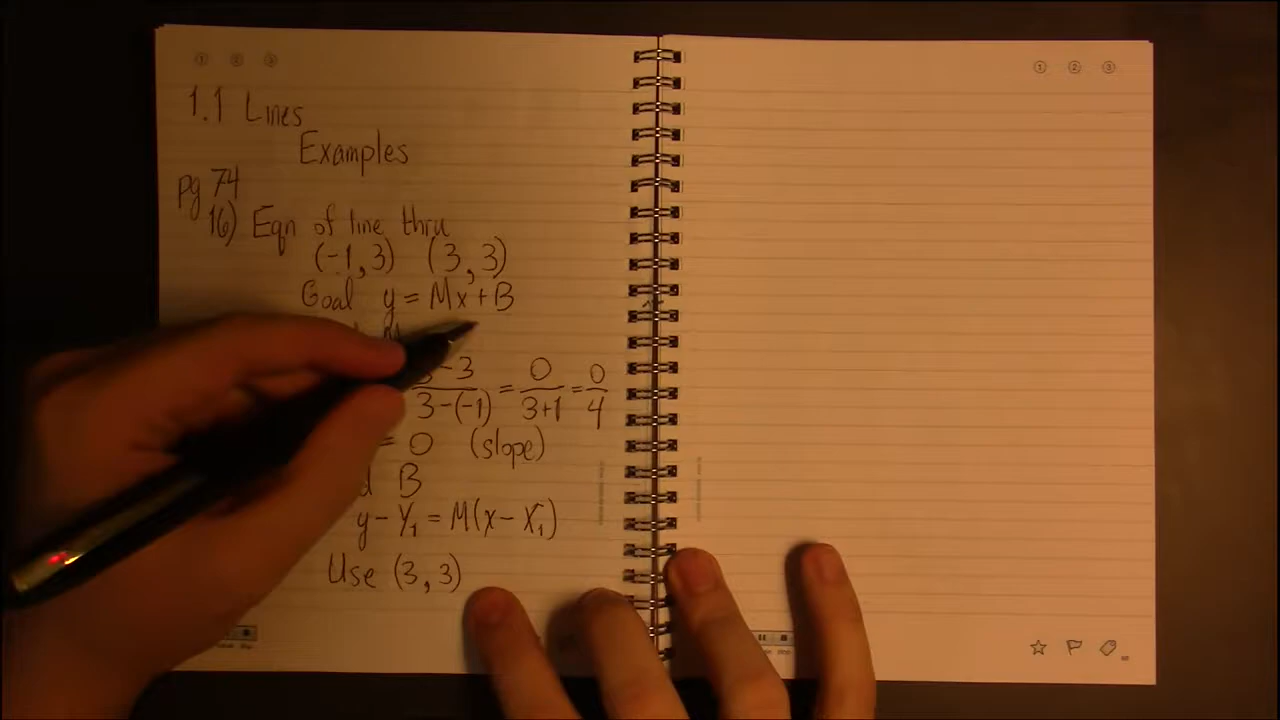 1.1 Lines
Examples
pg 74
16) Eqn of line thru
(-1, 3) (3, 3)
Goal y = Mx + B
3 - 3 / 3 - (-1) = 0 / 3+1 = 0 / 4
= 0 (slope)
B
y - Y₁ = M(x - X₁)
Use (3, 3)